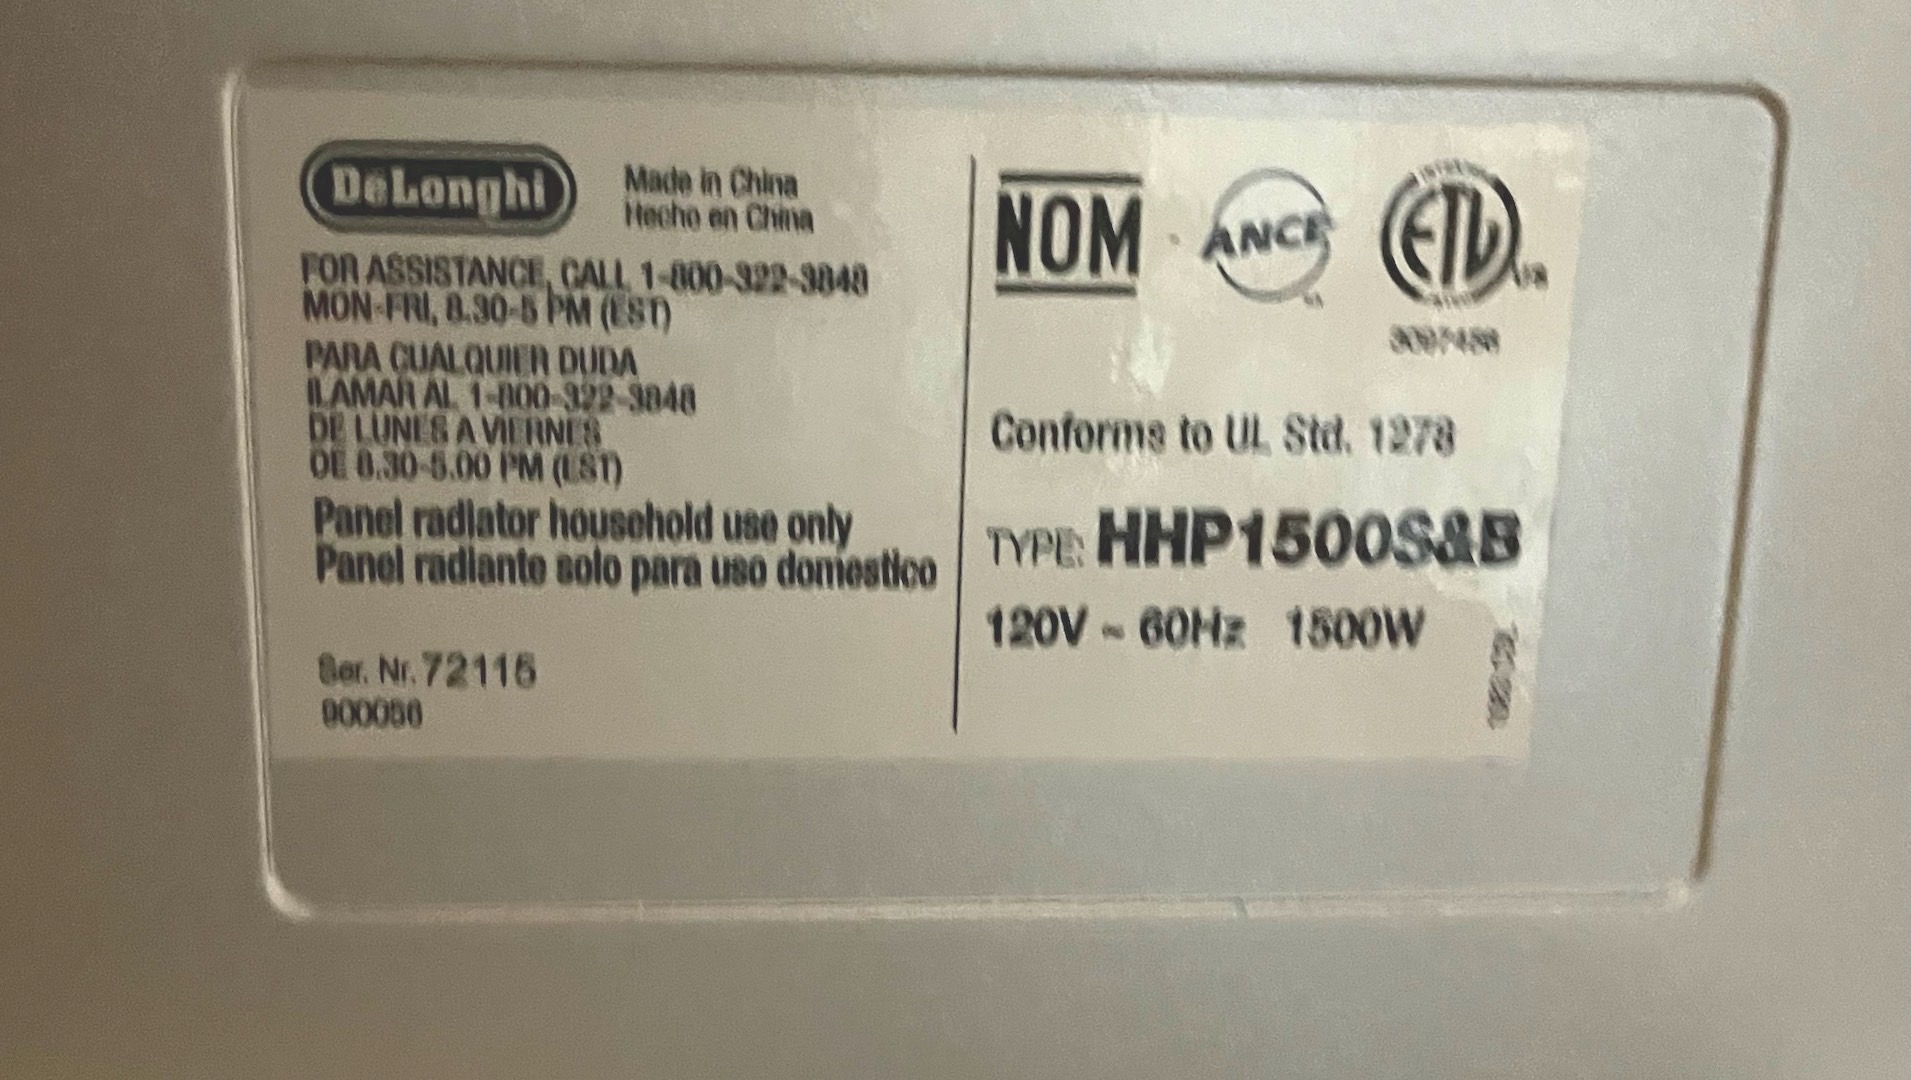 DeLonghi
Made in China
Hecho en China
FOR ASSISTANCE, CALL 1-800-322-3848
MON-FRI, 8.30-5 PM (EST)
PARA CUALQUIER DUDA
LLAMAR AL 1-800-322-3848
DE LUNES A VIERNES
DE 8.30-5.00 PM (EST)
Panel radiator household use only
Panel radiante solo para uso domestico
Ser. Nr. 72115
900056
NOM
ANCE
ETL
US
3097486
Conforms to UL Std. 1278
TYPE: HHP1500S&B
120V ~ 60Hz 1500W